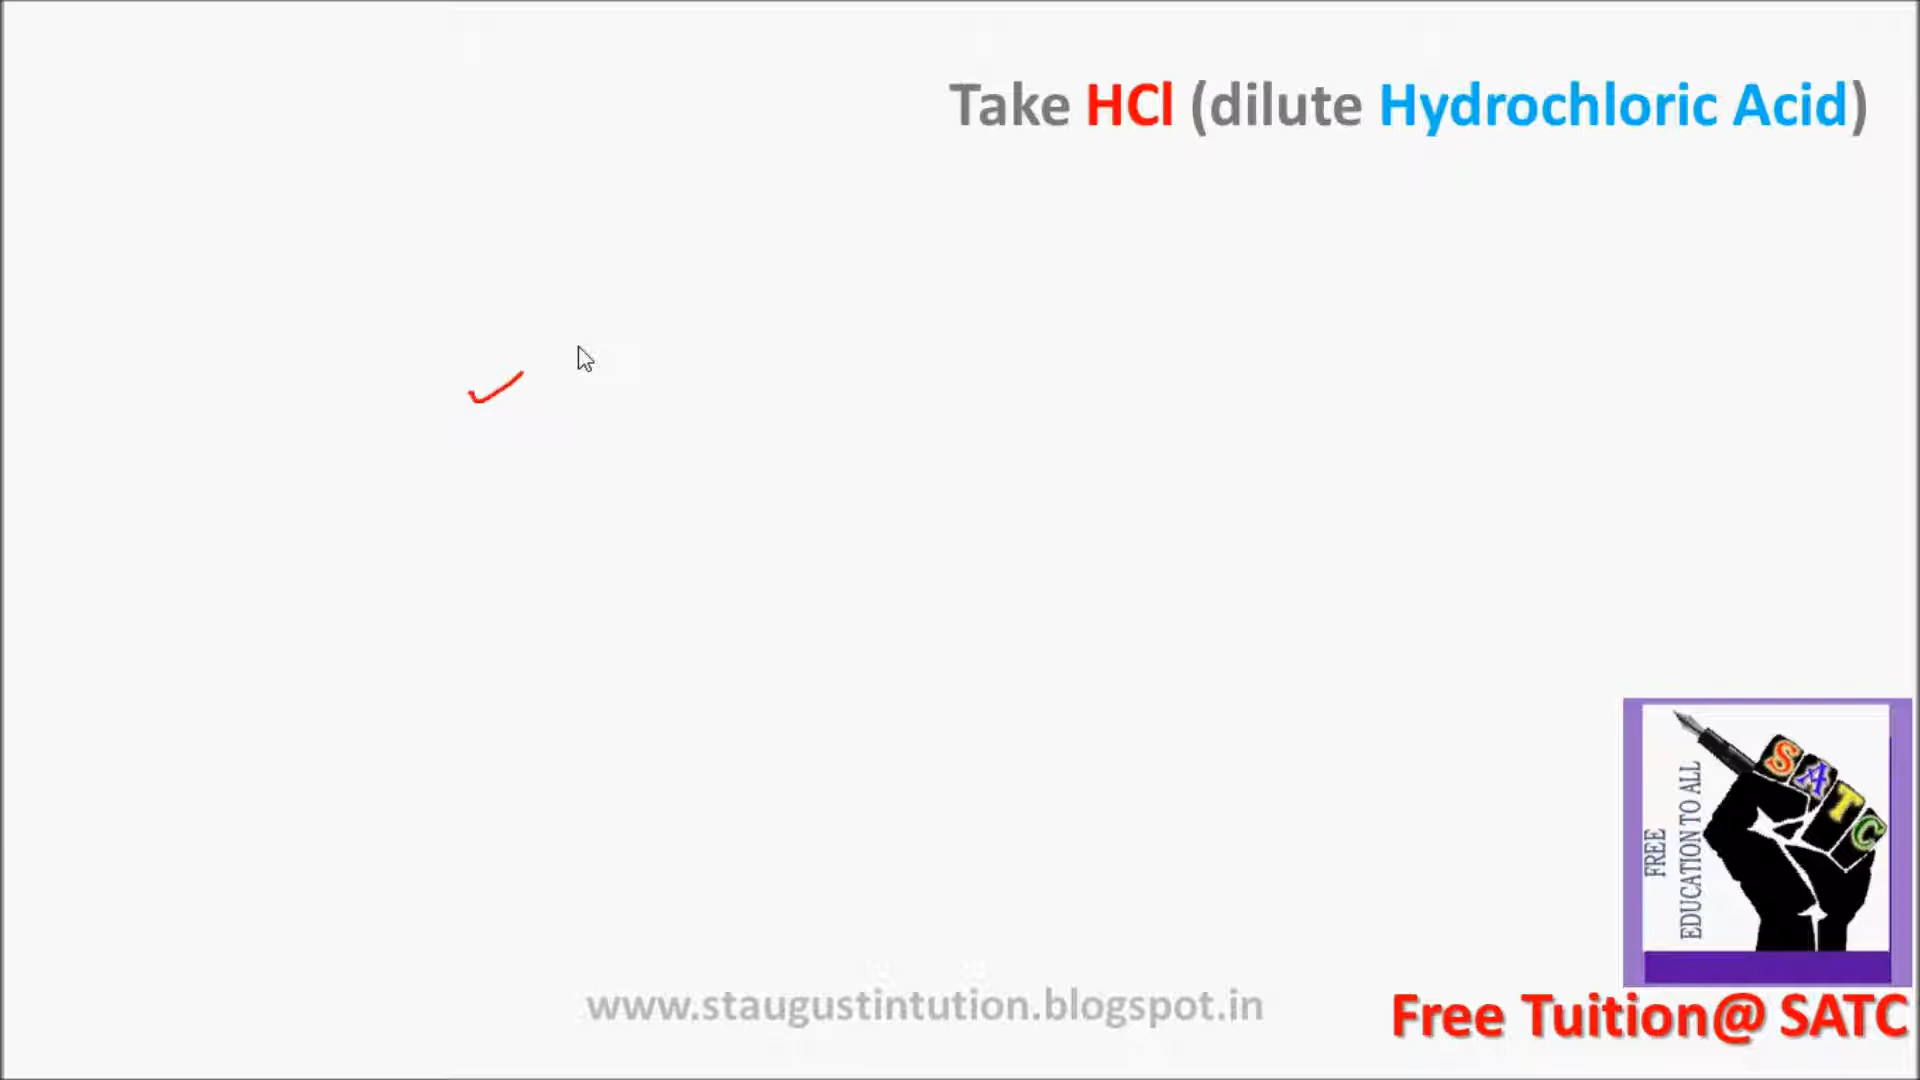 Take HCl (dilute Hydrochloric Acid)
FREE
EDUCATION TO ALL
SATC
www.staugustintution.blogspot.in
Free Tuition@ SATC